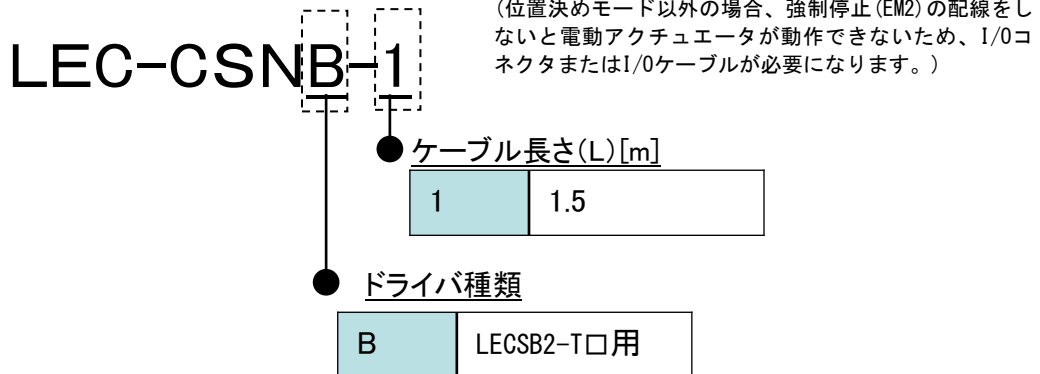 (位置決めモード以外の場合、強制停止(EM2)の配線をし
ないと電動アクチュエータが動作できないため、I/Oコ
ネクタまたはI/Oケーブルが必要になります。)
LEC-CSNB-1
ケーブル長さ(L)[m]
1 1.5
ドライバ種類
B LECSB2-T□用